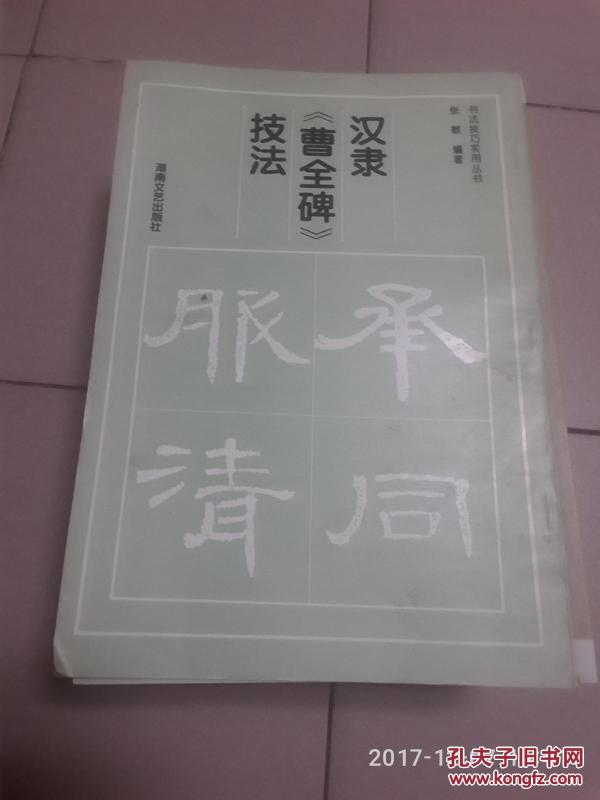 书法技巧实用丛书
张敏 编著
汉隶
《曹全碑》
技法
湖南文艺出版社
承
同
服
清
2017-1
孔夫子旧书网
www.kongfz.com